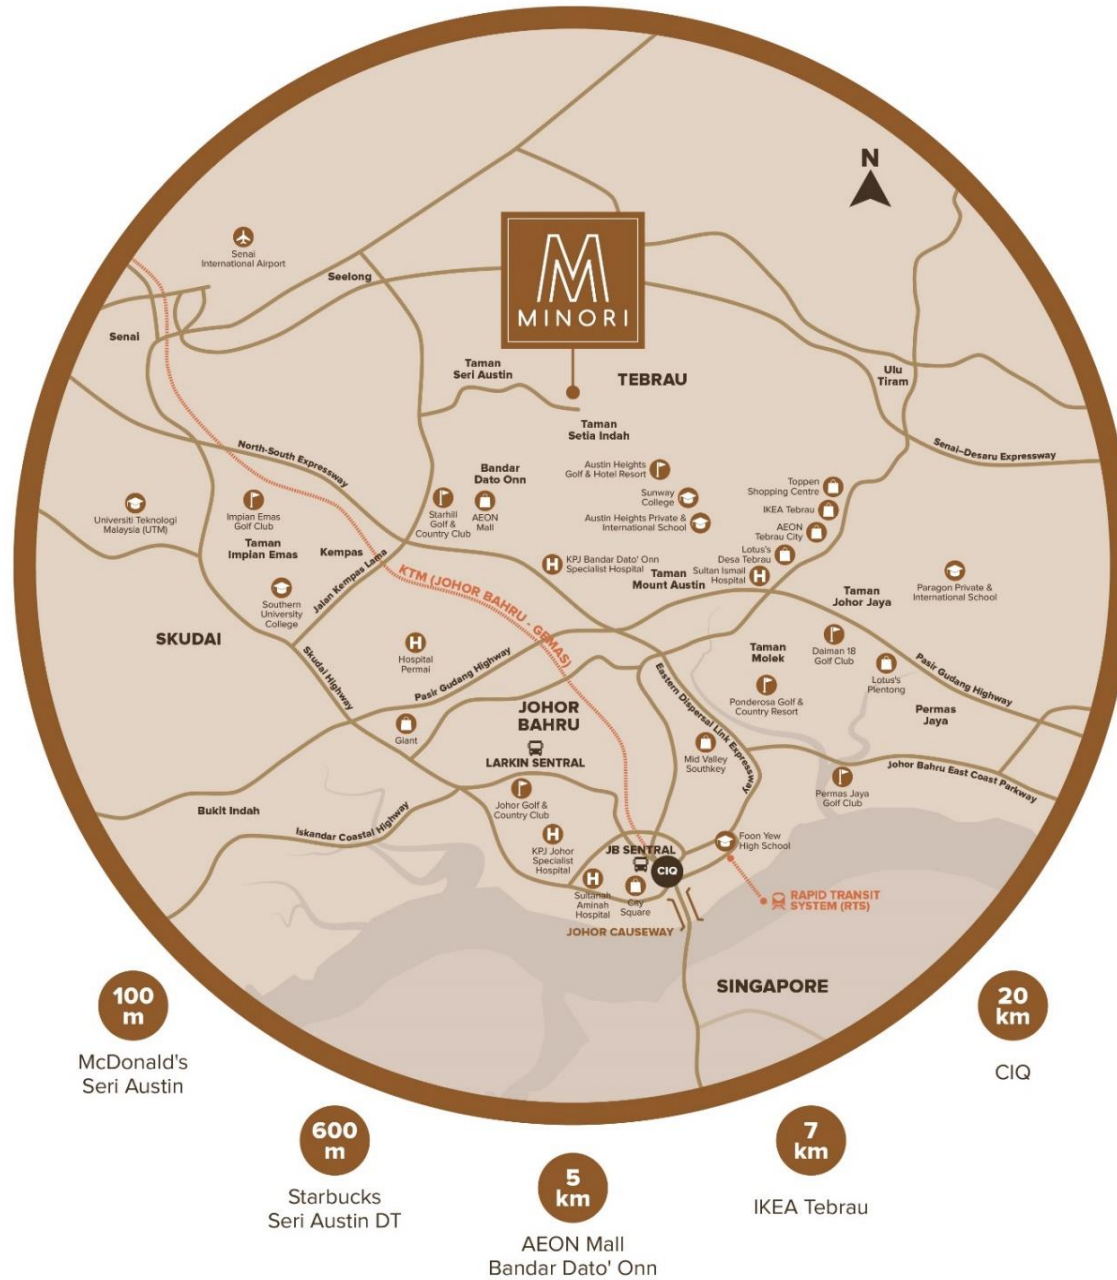 N
Senai
International Airport
Seelong
M
MINORI
Senai
Taman
Seri Austin
TEBRAU
Ulu
Tiram
Taman
Setia Indah
North-South Expressway
Senai-Desaru Expressway
Bandar
Dato Onn
Austin Heights
Golf & Hotel Resort
Toppen
Shopping Centre
Universiti Teknologi
Malaysia (UTM)
Impian Emas
Golf Club
Starhill
Golf &
Country Club
AEON
Mall
Sunway
College
IKEA Tebrau
Austin Heights Private &
International School
AEON
Tebrau City
Taman
Impian Emas
Kempas
Jalan Kempas Lama
Lotus's
Desa Tebrau
KPJ Bandar Dato' Onn
Specialist Hospital
Taman
Mount Austin
Sultan Ismail
Hospital
KTM (JOHOR BAHRU - GEMAS)
Southern
University
College
Taman
Johor Jaya
Paragon Private &
International School
SKUDAI
Skudai Highway
Hospital
Permai
Pasir Gudang Highway
Taman
Molek
Daiman 18
Golf Club
Pasir Gudang Highway
Eastern Dispersal Link Expressway
Ponderosa Golf &
Country Resort
Lotus's
Plentong
Permas
Jaya
Giant
JOHOR
BAHRU
LARKIN SENTRAL
Mid Valley
Southkey
Johor Bahru East Coast Parkway
Permas Jaya
Golf Club
Bukit Indah
Iskandar Coastal Highway
Johor Golf &
Country Club
KPJ Johor
Specialist
Hospital
JB SENTRAL
CIQ
Foon Yew
High School
Sultanah
Aminah
Hospital
City
Square
RAPID TRANSIT
SYSTEM (RTS)
JOHOR CAUSEWAY
SINGAPORE
100
m
McDonald's
Seri Austin
600
m
Starbucks
Seri Austin DT
5
km
AEON Mall
Bandar Dato' Onn
7
km
IKEA Tebrau
20
km
CIQ